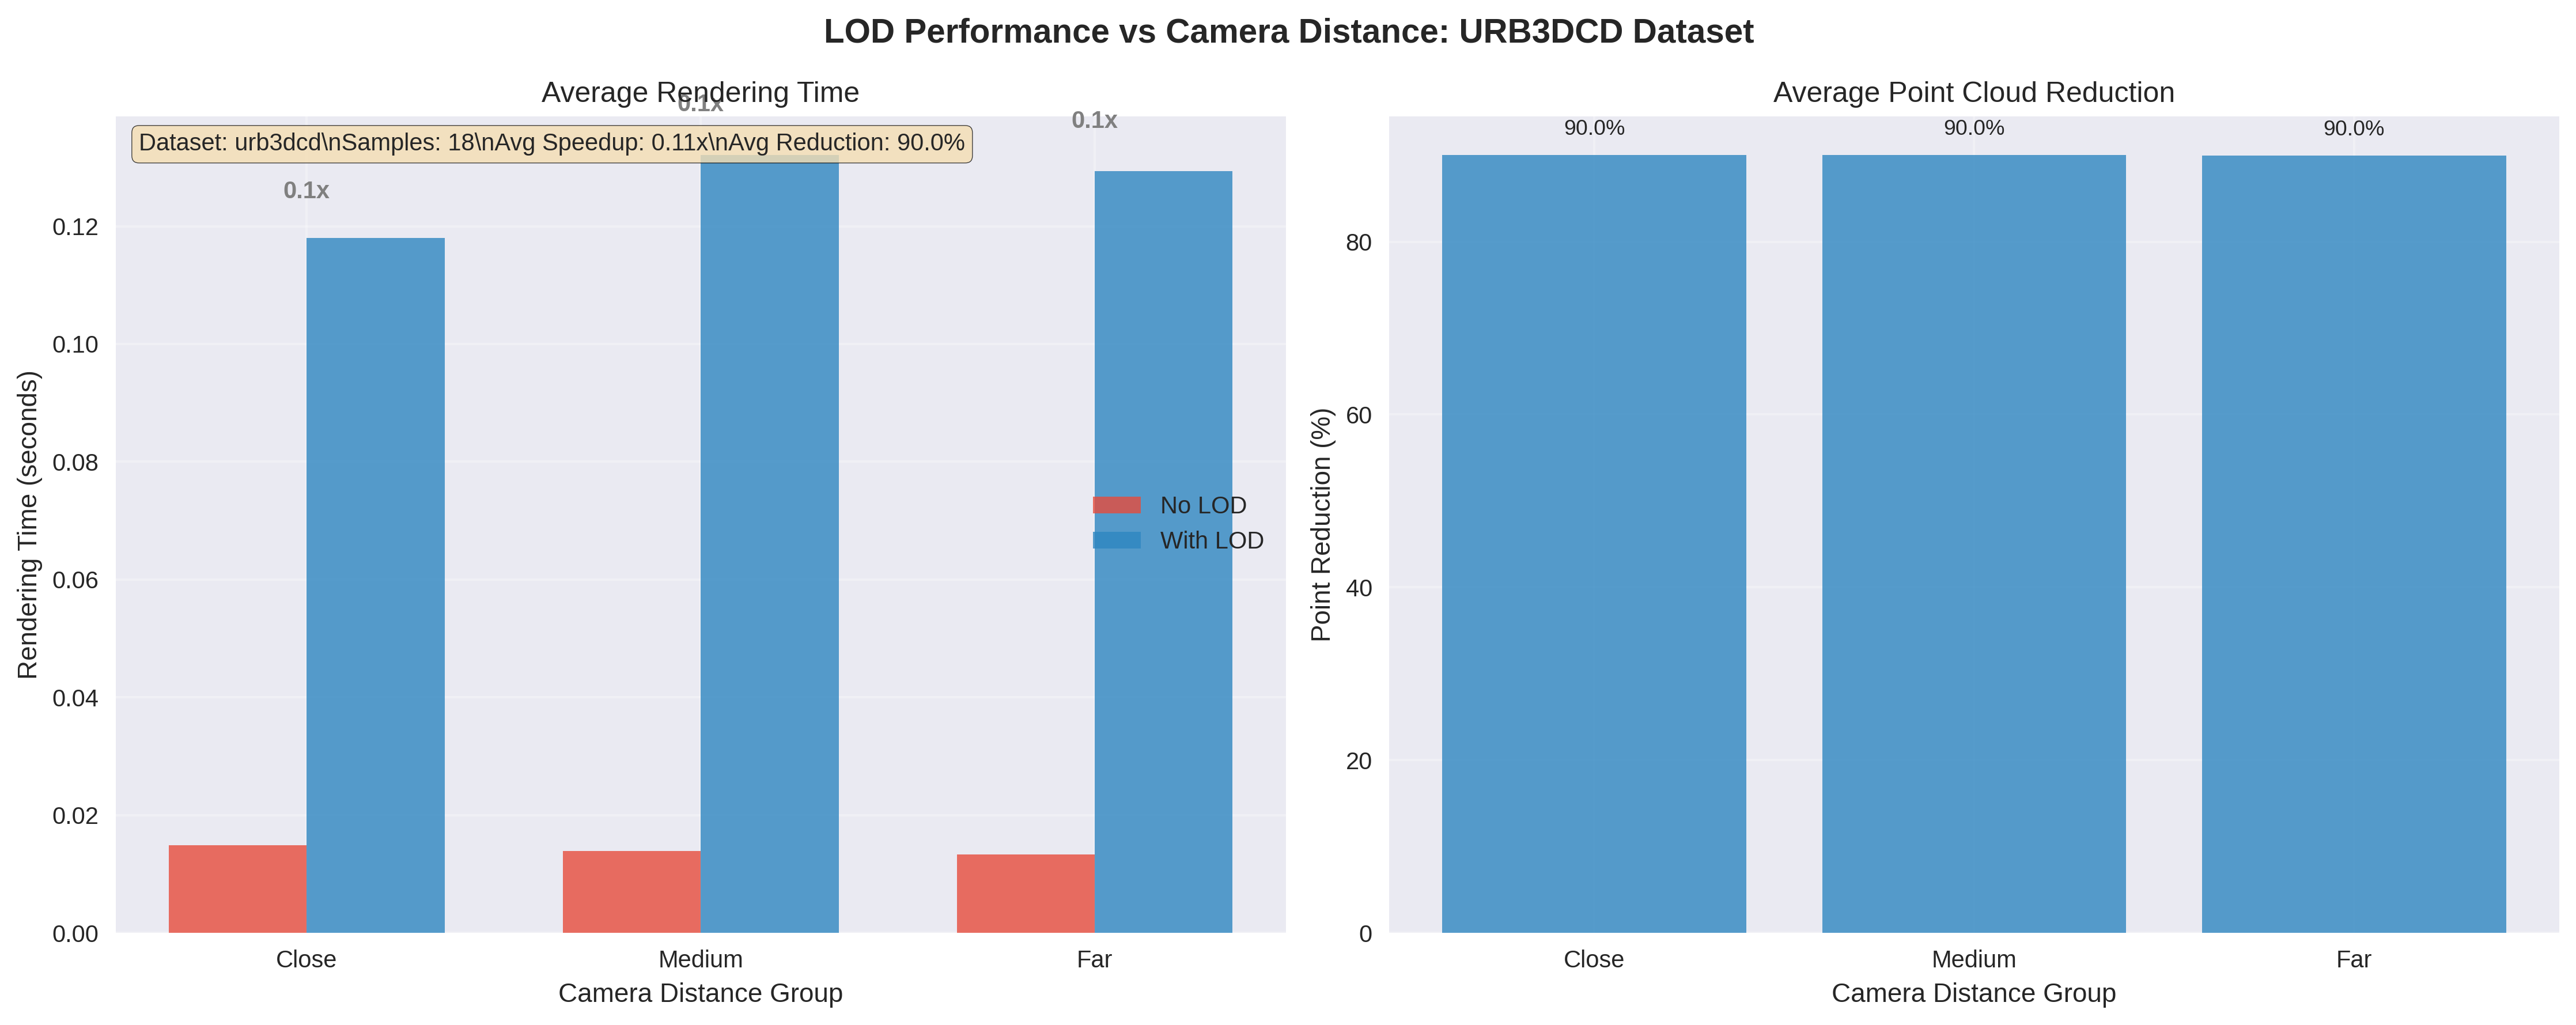 LOD Performance vs Camera Distance: URB3DCD Dataset
Average Rendering Time
0.1x
0.1x
Dataset: urb3dcd\nSamples: 18\nAvg Speedup: 0.11x\nAvg Reduction: 90.0%
0.1x
0.12
0.10
0.08
0.06
0.04
0.02
0.00
Rendering Time (seconds)
No LOD
With LOD
Close
Medium
Far
Camera Distance Group
Average Point Cloud Reduction
90.0%
90.0%
90.0%
80
60
40
20
0
Point Reduction (%)
Close
Medium
Far
Camera Distance Group